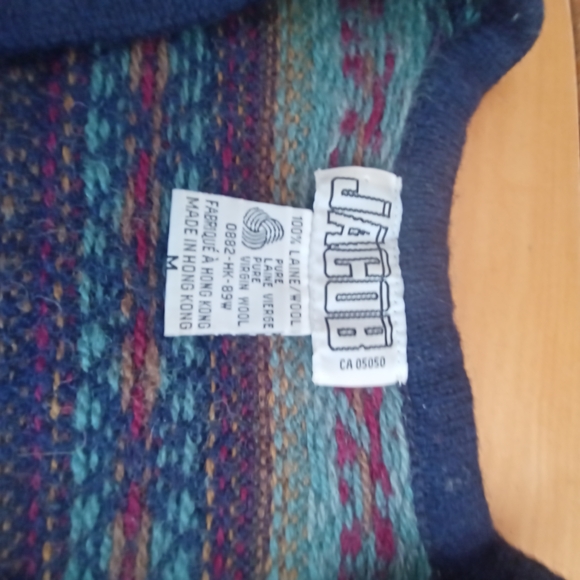 JACOB
CA 05050
100% LAINE/WOOL
PURE
LAINE VIERGE
PURE
VIRGIN WOOL
0882-HK-89W
FABRIQUÉ À HONG KONG
MADE IN HONG KONG
M